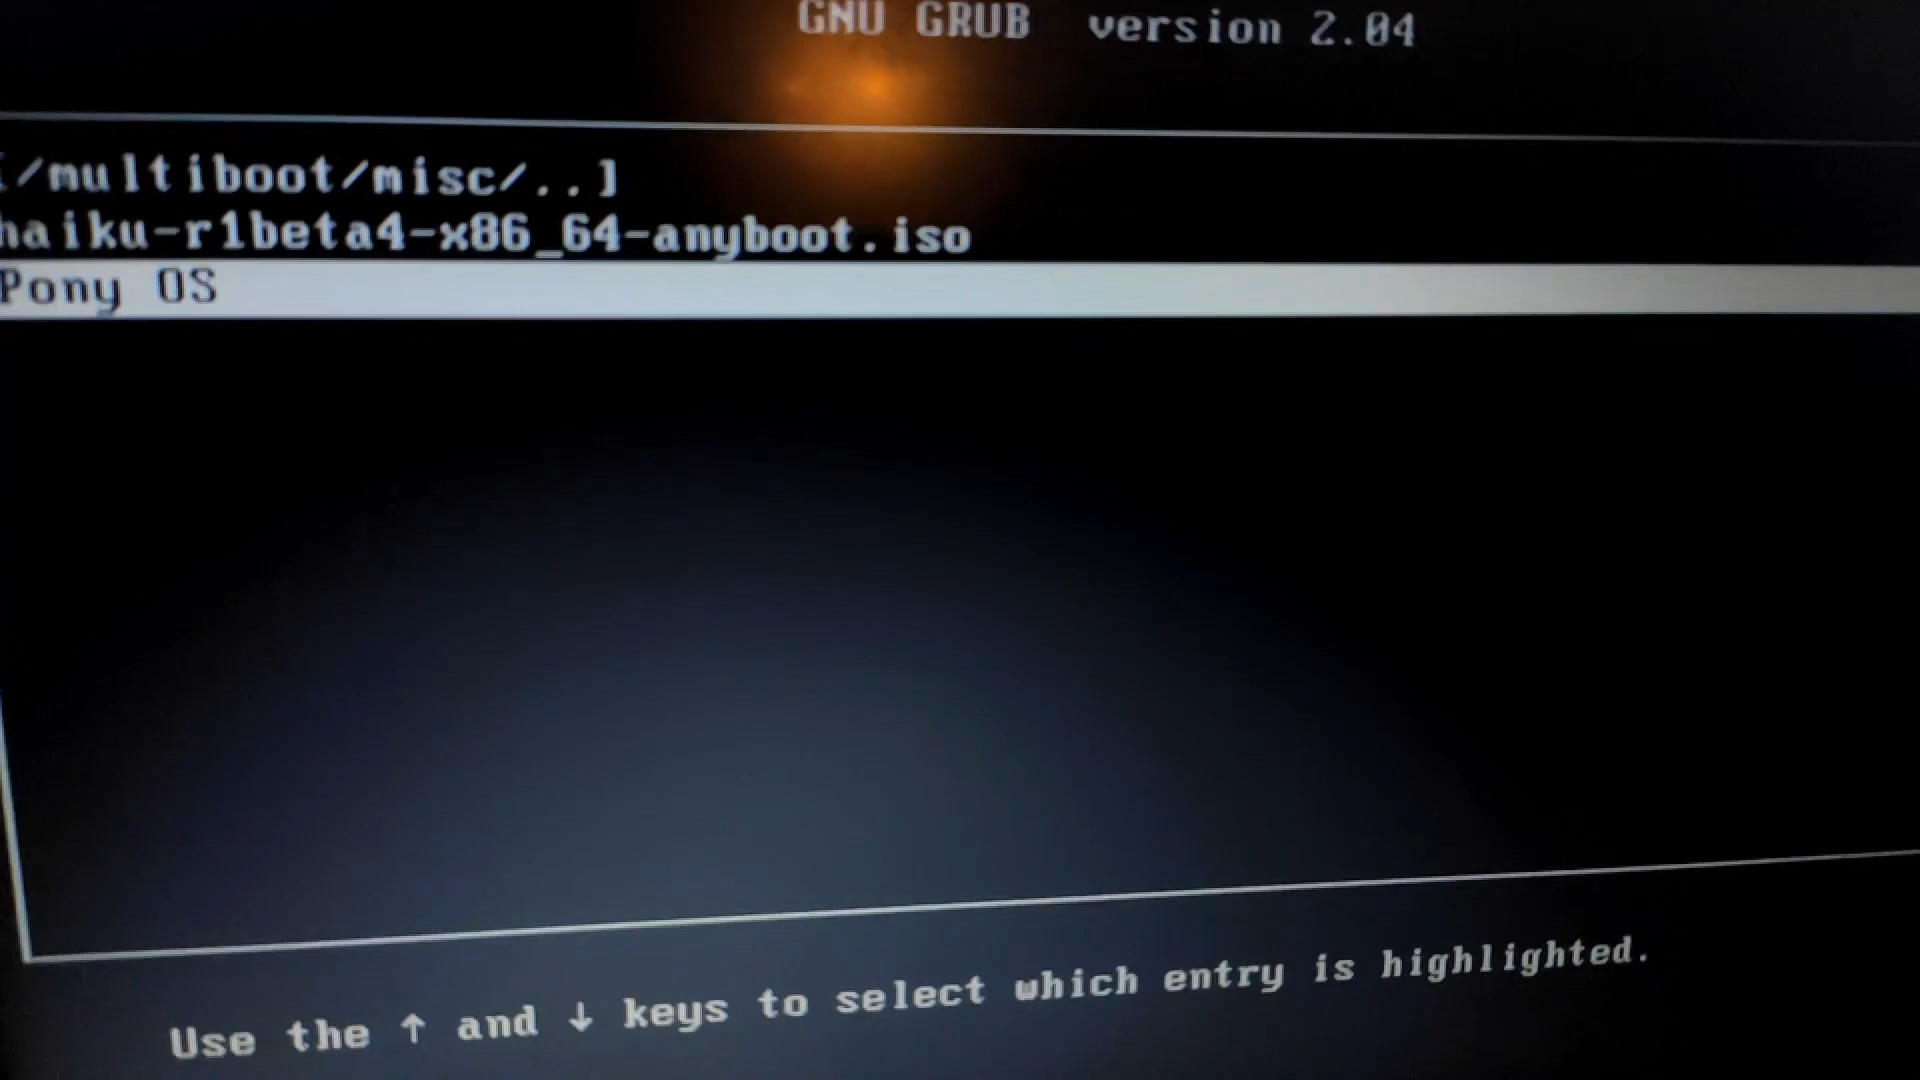 GNU GRUB version 2.04
[/multiboot/misc/..]
haiku-r1beta4-x86_64-anyboot.iso
Pony OS
Use the ↑ and ↓ keys to select which entry is highlighted.